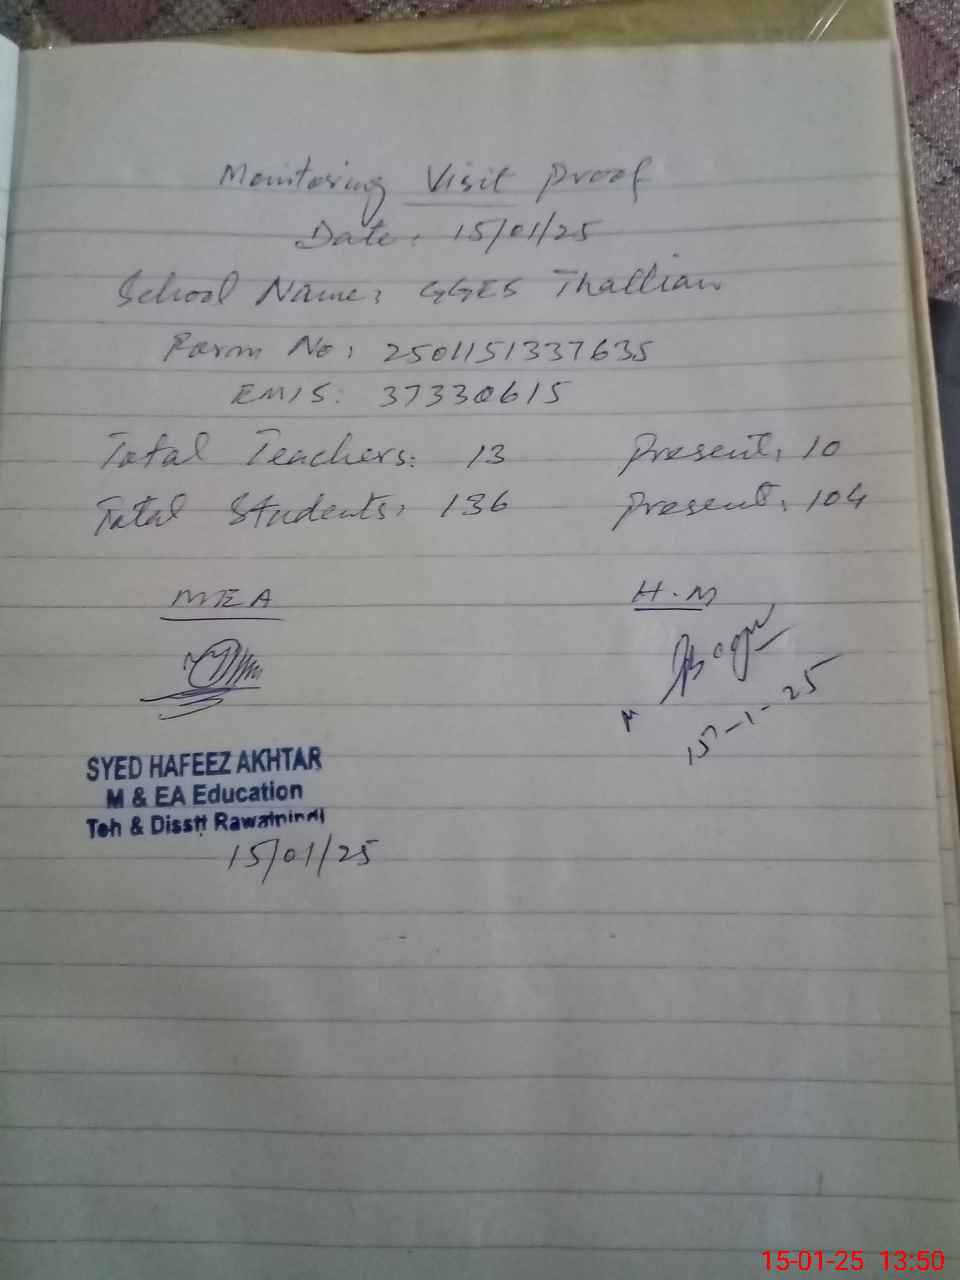 Monitoring Visit Proof
Date: 15/01/25
School Name: GGES Thallian
Form No: 2501151337635
EMIS: 37330615
Total Teachers: 13 Present: 10
Total Students: 136 Present: 104
MEA H.M
15-1-25
SYED HAFEEZ AKHTAR
M & EA Education
Teh & Disstt Rawalpindi
15/01/25
15-01-25 13:50